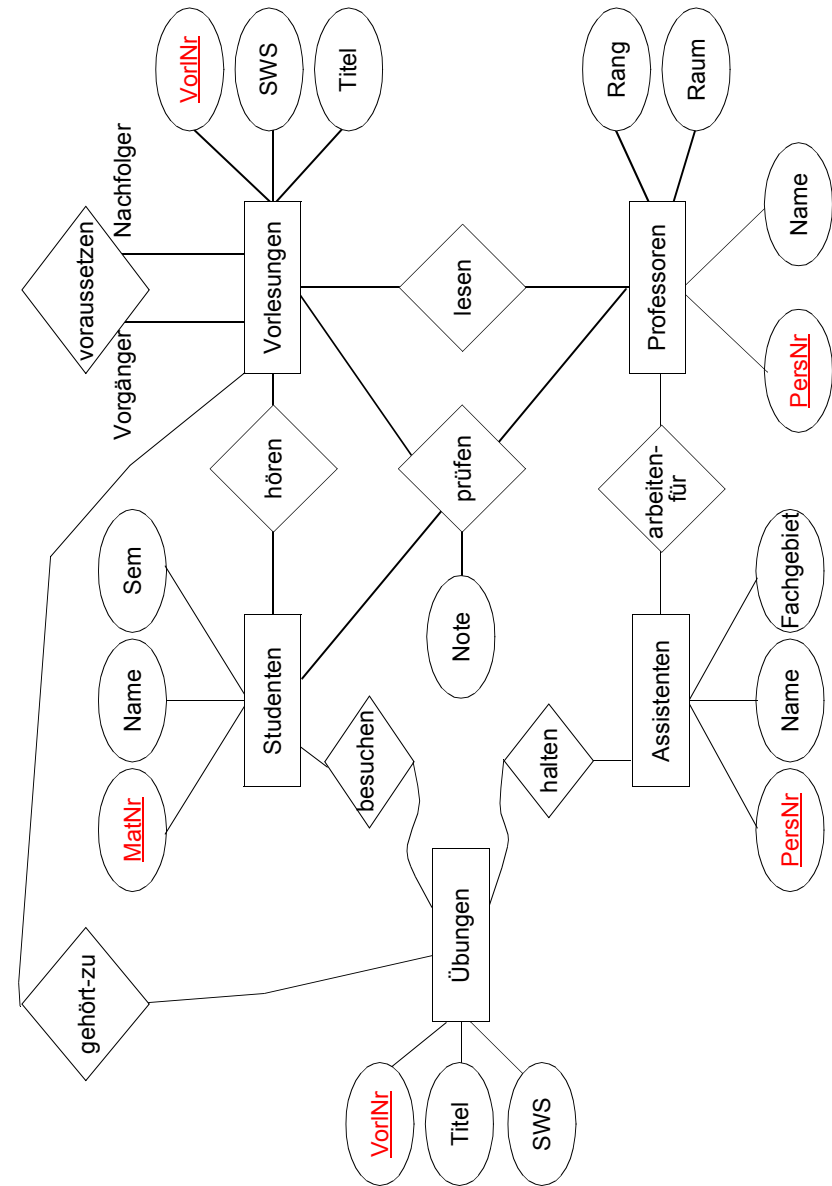 voraussetzen
Nachfolger
Vorgänger
VorlNr
SWS
Titel
Vorlesungen
gehört-zu
MatNr
Name
Sem
Studenten
hören
lesen
besuchen
prüfen
Note
VorlNr
Titel
SWS
Übungen
halten
arbeiten-
für
Assistenten
PersNr
Name
Fachgebiet
Professoren
Rang
Raum
PersNr
Name